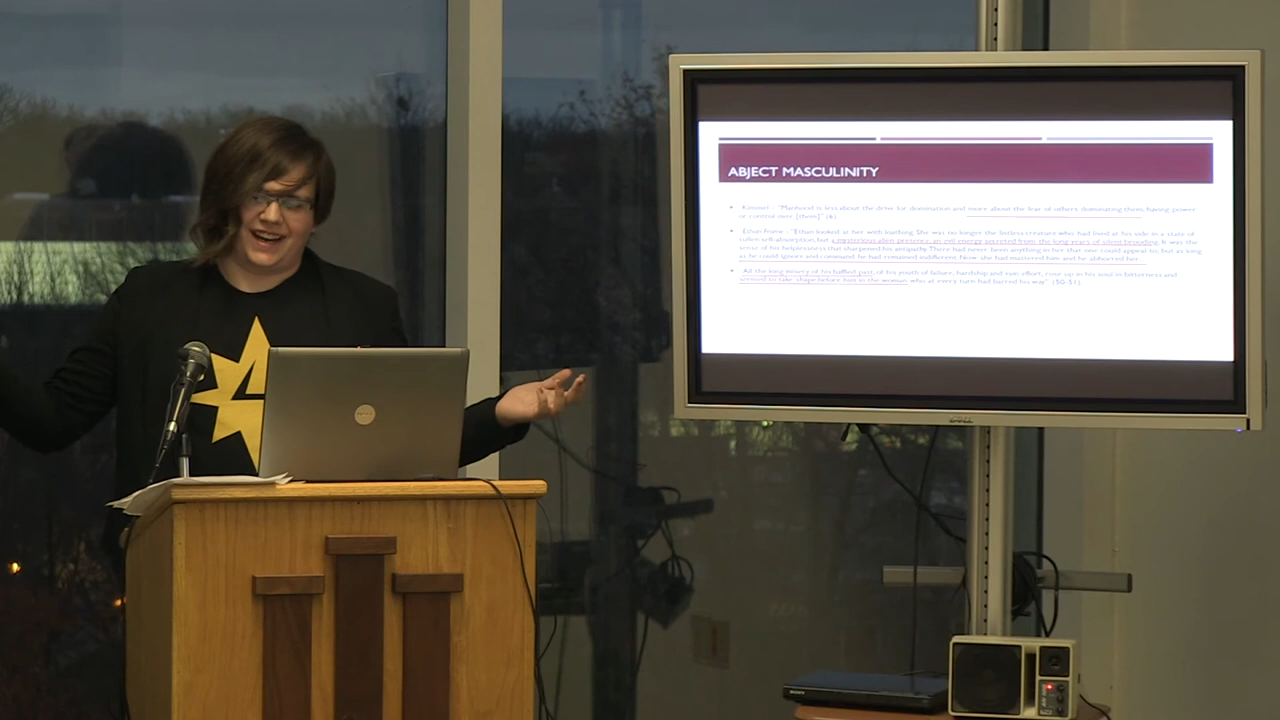 ABJECT MASCULINITY
Kimmel - "Manhood is less about the drive for domination and more about the fear of others dominating them, having power
or control over [them]" (6).
Ethan Frome - "Ethan looked at her with loathing. She was no longer the listless creature who had lived at his side in a state of
sullen self-absorption, but a mysterious alien presence, an evil energy secreted from the long years of silent brooding. It was the
sense of his helplessness that sharpened his antipathy. There had never been anything in her that one could appeal to; but as long
as he could ignore and command, he had remained indifferent. Now she had mastered him and he abhorred her...
All the long misery of his baffled past, of his youth of failure, hardship and vain effort, rose up in his soul in bitterness and
seemed to take shape before him in the woman who at every turn had barred his way" (50-51).
DELL
SONY